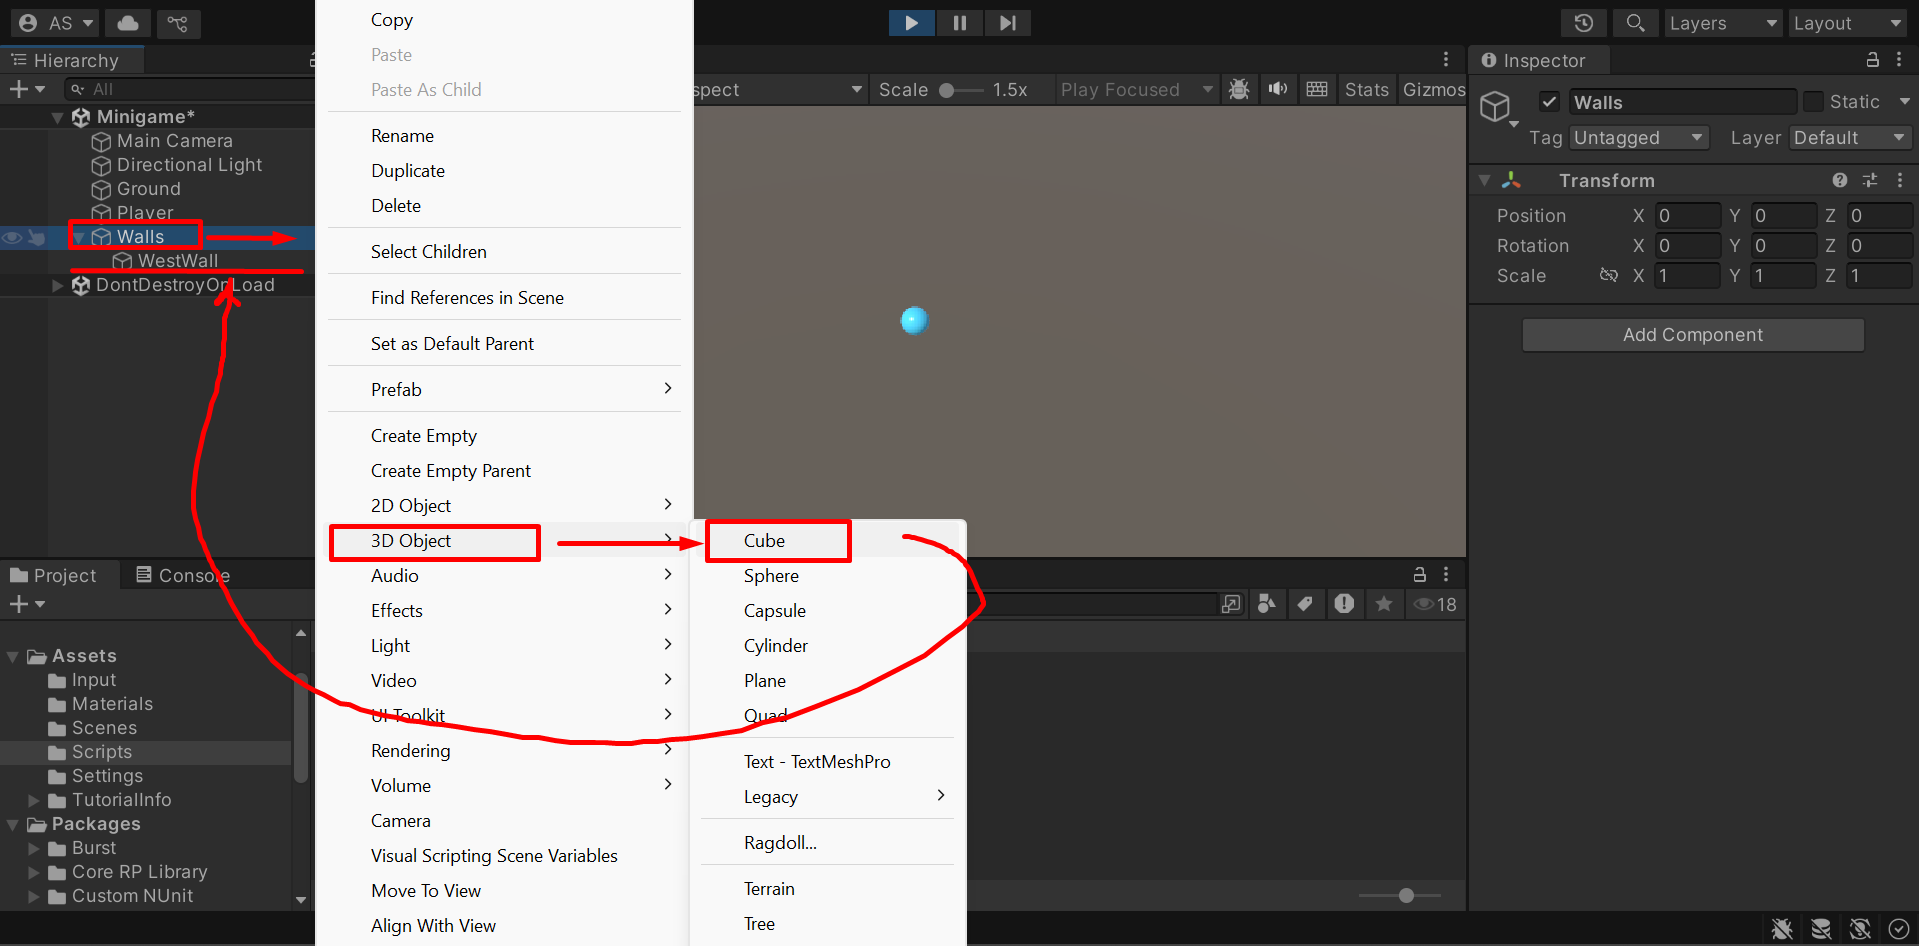 AS
Layers
Layout
Hierarchy
All
Minigame*
Main Camera
Directional Light
Ground
Player
Walls
WestWall
DontDestroyOnLoad
Copy
Paste
Paste As Child
Rename
Duplicate
Delete
Select Children
Find References in Scene
Set as Default Parent
Prefab
Create Empty
Create Empty Parent
2D Object
3D Object
Audio
Effects
Light
Video
UI Toolkit
Rendering
Volume
Camera
Visual Scripting Scene Variables
Move To View
Align With View
Cube
Sphere
Capsule
Cylinder
Plane
Quad
Text - TextMeshPro
Legacy
Ragdoll...
Terrain
Tree
spect
Scale 1.5x
Play Focused
Stats
Gizmos
Inspector
Walls
Static
Tag Untagged Layer Default
Transform
Position X 0 Y 0 Z 0
Rotation X 0 Y 0 Z 0
Scale X 1 Y 1 Z 1
Add Component
Project
Console
18
Assets
Input
Materials
Scenes
Scripts
Settings
TutorialInfo
Packages
Burst
Core RP Library
Custom NUnit